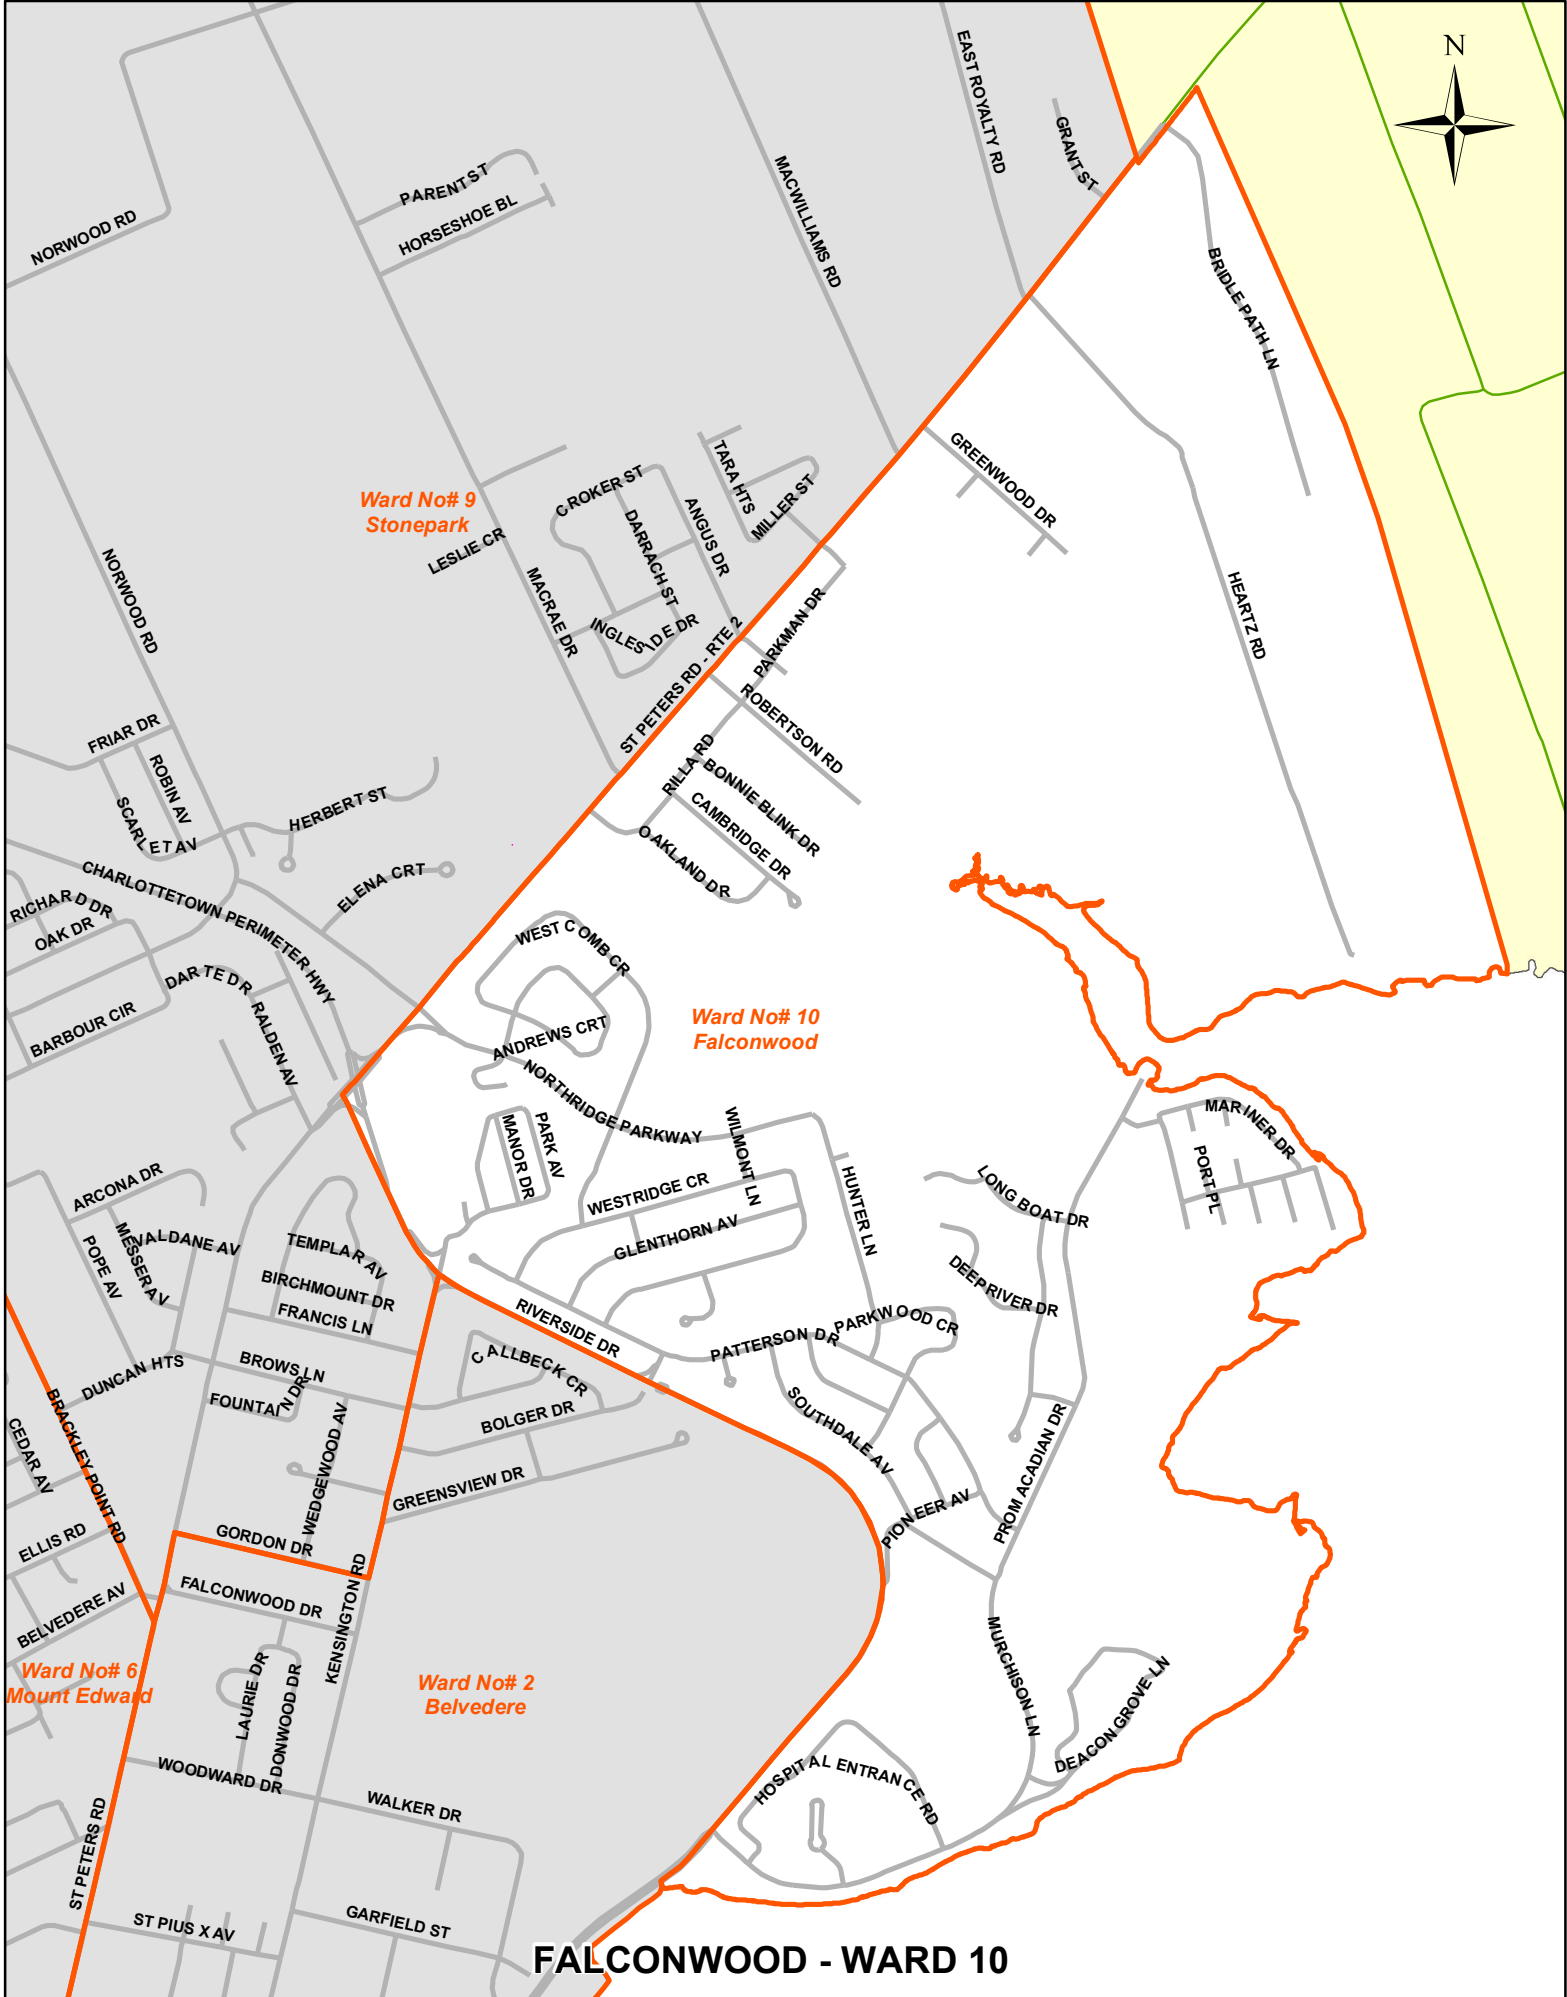 N
EAST ROYALTY RD
GRANT ST
PARENT ST
HORSESHOE BL
NORWOOD RD
MACWILLIAMS RD
BRIDLE PATH LN
GREENWOOD DR
TARA HTS
MILLER ST
CROKER ST
ANGUS DR
DARRACH ST
Ward No# 9
Stonepark
LESLIE CR
MACRAE DR
INGLESIDE DR
NORWOOD RD
HEARTZ RD
PARKMAN DR
ST PETERS RD - RTE 2
ROBERTSON RD
RILLA RD
BONNIE BLINK DR
CAMBRIDGE DR
OAKLAND DR
FRIAR DR
ROBIN AV
SCARLET AV
HERBERT ST
ELENA CRT
CHARLOTTETOWN PERIMETER HWY
RICHARD DR
OAK DR
DARTE DR
BARBOUR CIR
RALDEN AV
WESTCOMB CR
ANDREWS CRT
Ward No# 10
Falconwood
NORTHRIDGE PARKWAY
MANOR DR
PARK AV
WILMONT LN
WESTRIDGE CR
GLENTHORN AV
HUNTER LN
MARINER DR
PORT PL
LONG BOAT DR
DEEP RIVER DR
ARCONA DR
MESSER AV
VALDANE AV
POPE AV
TEMPLAR AV
BIRCHMOUNT DR
FRANCIS LN
RIVERSIDE DR
PATTERSON DR
PARKWOOD CR
DUNCAN HTS
BROWS LN
FOUNTAIN DR
CALLBECK CR
BOLGER DR
WEDGEWOOD AV
GREENSVIEW DR
SOUTHDALE AV
PIONEER AV
PROM ACADIAN DR
CEDAR AV
BRACKLEY POINT RD
ELLIS RD
GORDON DR
FALCONWOOD DR
KENSINGTON RD
BELVEDERE AV
Ward No# 6
Mount Edward
LAURIE DR
DONWOOD DR
Ward No# 2
Belvedere
MURCHISON LN
DEACON GROVE LN
HOSPITAL ENTRANCE RD
WOODWARD DR
WALKER DR
ST PETERS RD
ST PIUS X AV
GARFIELD ST
FALCONWOOD - WARD 10